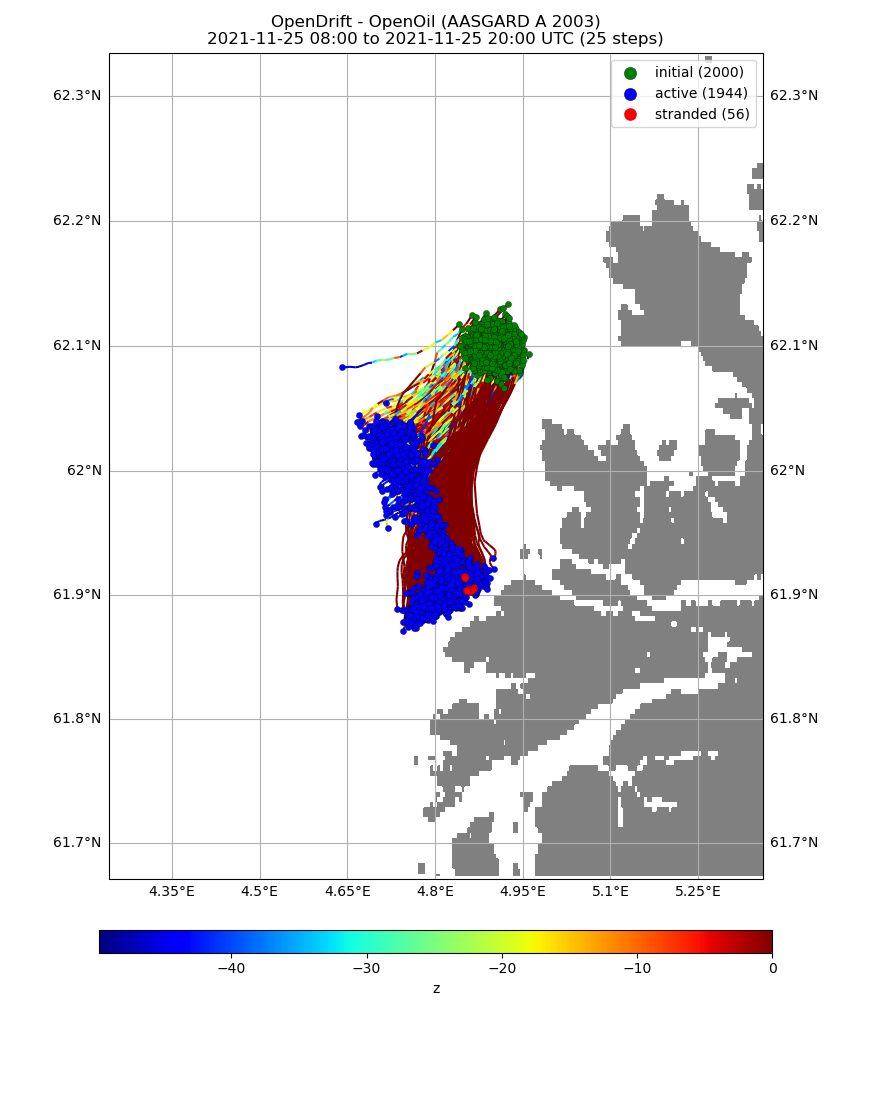 OpenDrift - OpenOil (AASGARD A 2003)
2021-11-25 08:00 to 2021-11-25 20:00 UTC (25 steps)
initial (2000)
active (1944)
stranded (56)
62.3°N 62.3°N
62.2°N 62.2°N
62.1°N 62.1°N
62°N 62°N
61.9°N 61.9°N
61.8°N 61.8°N
61.7°N 61.7°N
4.35°E 4.5°E 4.65°E 4.8°E 4.95°E 5.1°E 5.25°E
−40 −30 −20 −10 0
z